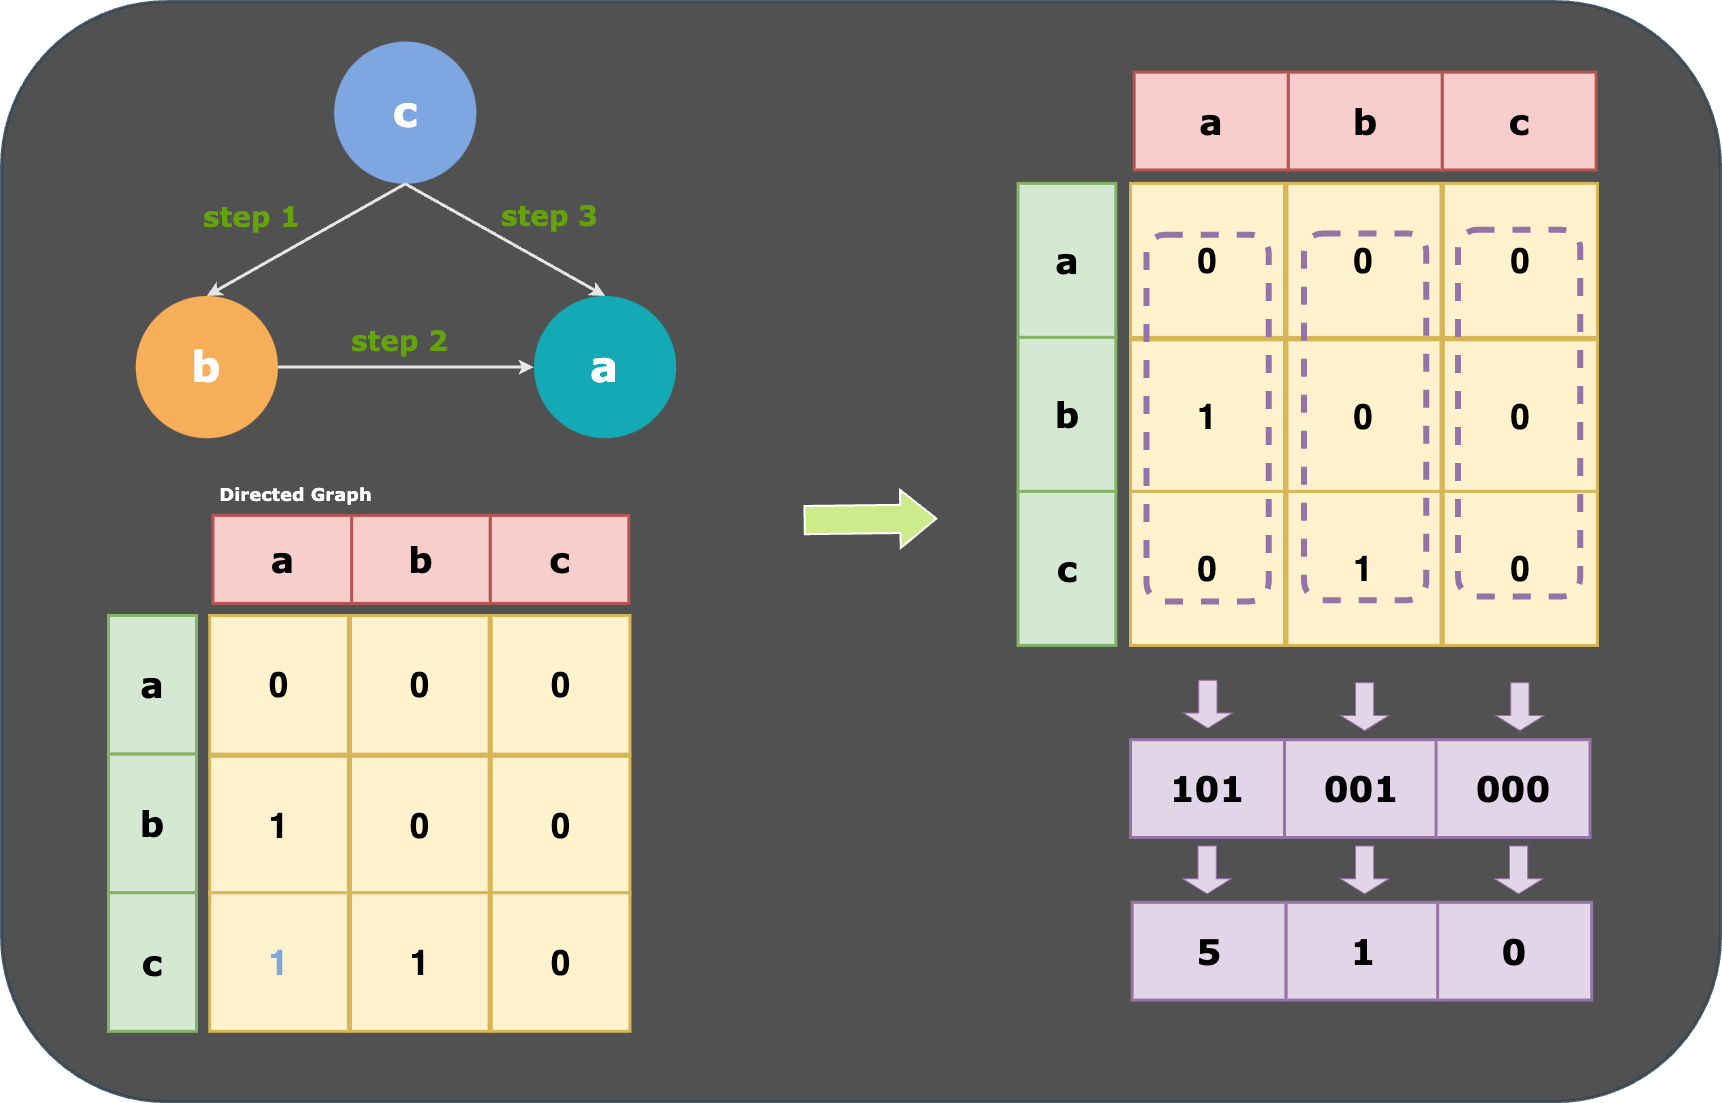 c
step 1
step 3
b
step 2
a
Directed Graph
a b c
a 0 0 0
b 1 0 0
c 1 1 0
a b c
a 0 0 0
b 1 0 0
c 0 1 0
101 001 000
5 1 0